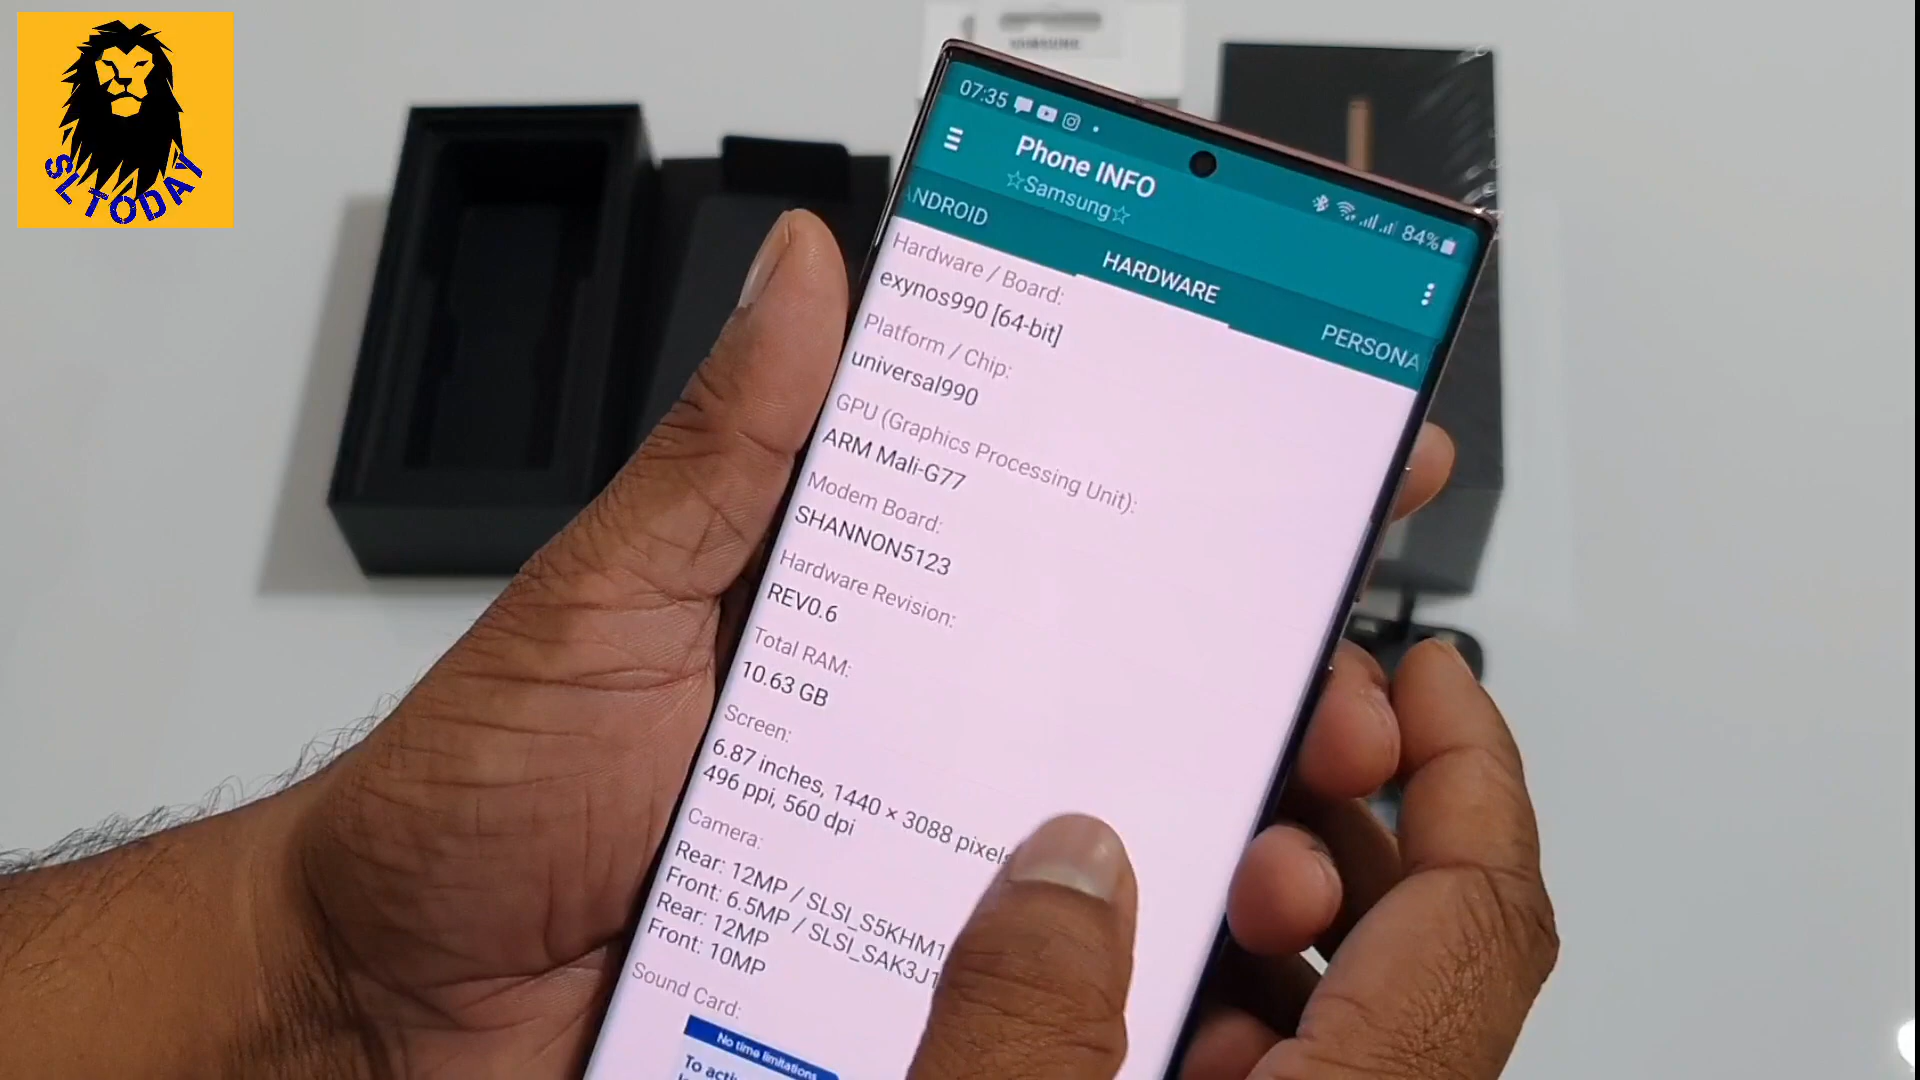 SLTODAY
SAMSUNG
07:35
84%
Phone INFO
☆Samsung☆
ANDROID
HARDWARE
PERSONA
Hardware / Board:
exynos990 [64-bit]
Platform / Chip:
universal990
GPU (Graphics Processing Unit):
ARM Mali-G77
Modem Board:
SHANNON5123
Hardware Revision:
REV0.6
Total RAM:
10.63 GB
Screen:
6.87 inches, 1440 × 3088 pixels
496 ppi, 560 dpi
Camera:
Rear: 12MP / SLSI_S5KHM1
Front: 6.5MP / SLSI_SAK3J1
Rear: 12MP
Front: 10MP
Sound Card:
No time limitations
To